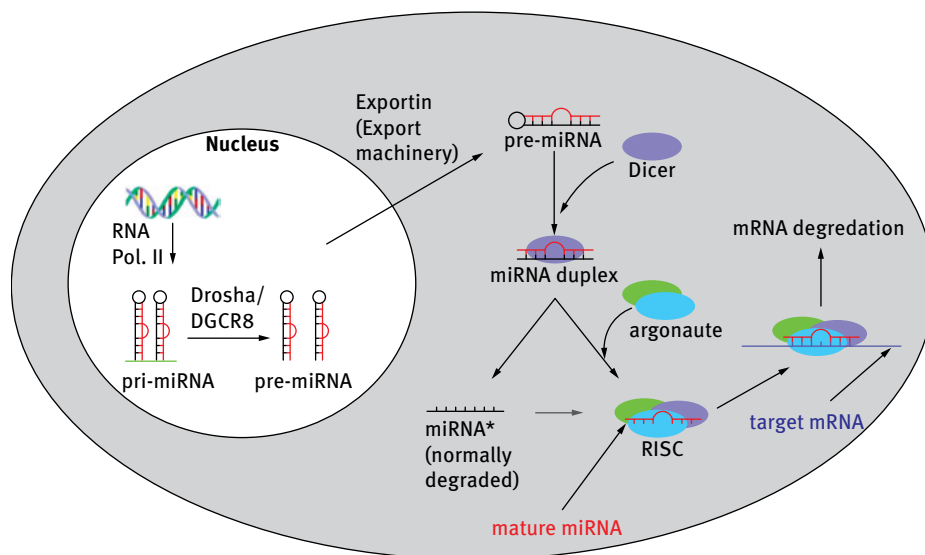 Nucleus
RNA
Pol. II
Drosha/
DGCR8
pri-miRNA
pre-miRNA
Exportin
(Export
machinery)
pre-miRNA
Dicer
miRNA duplex
argonaute
miRNA*
(normally
degraded)
RISC
mature miRNA
mRNA degredation
target mRNA